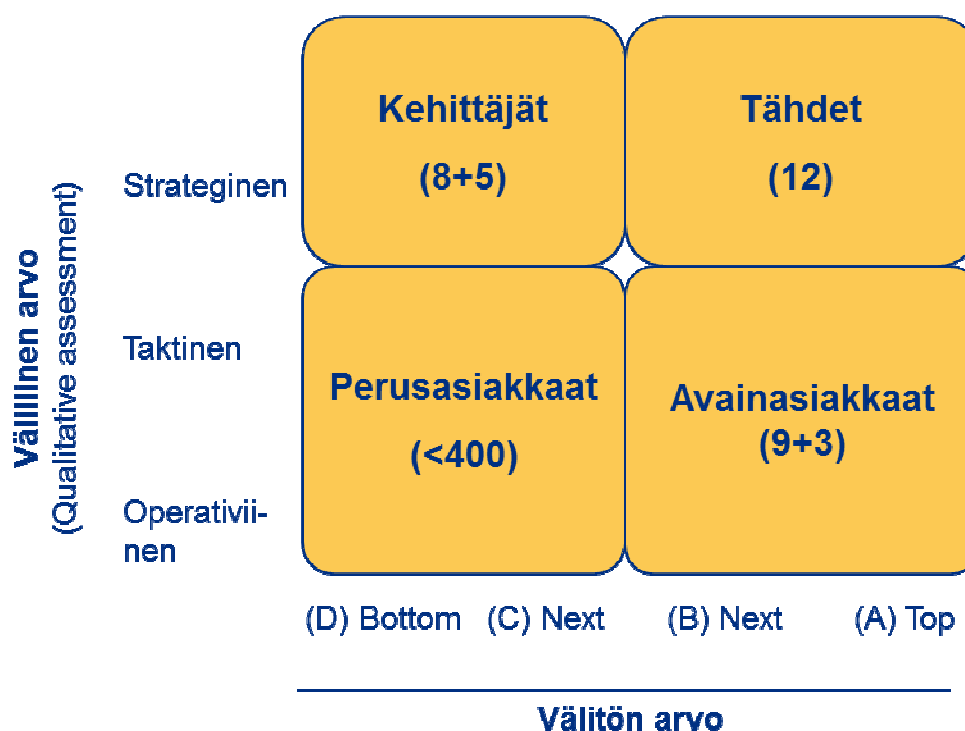 Kehittäjät
(8+5)
Tähdet
(12)
Strateginen
Välillinen arvo
(Qualitative assessment)
Taktinen
Perusasiakkaat
(<400)
Avainasiakkaat
(9+3)
Operativii-
nen
(D) Bottom
(C) Next
(B) Next
(A) Top
Välitön arvo